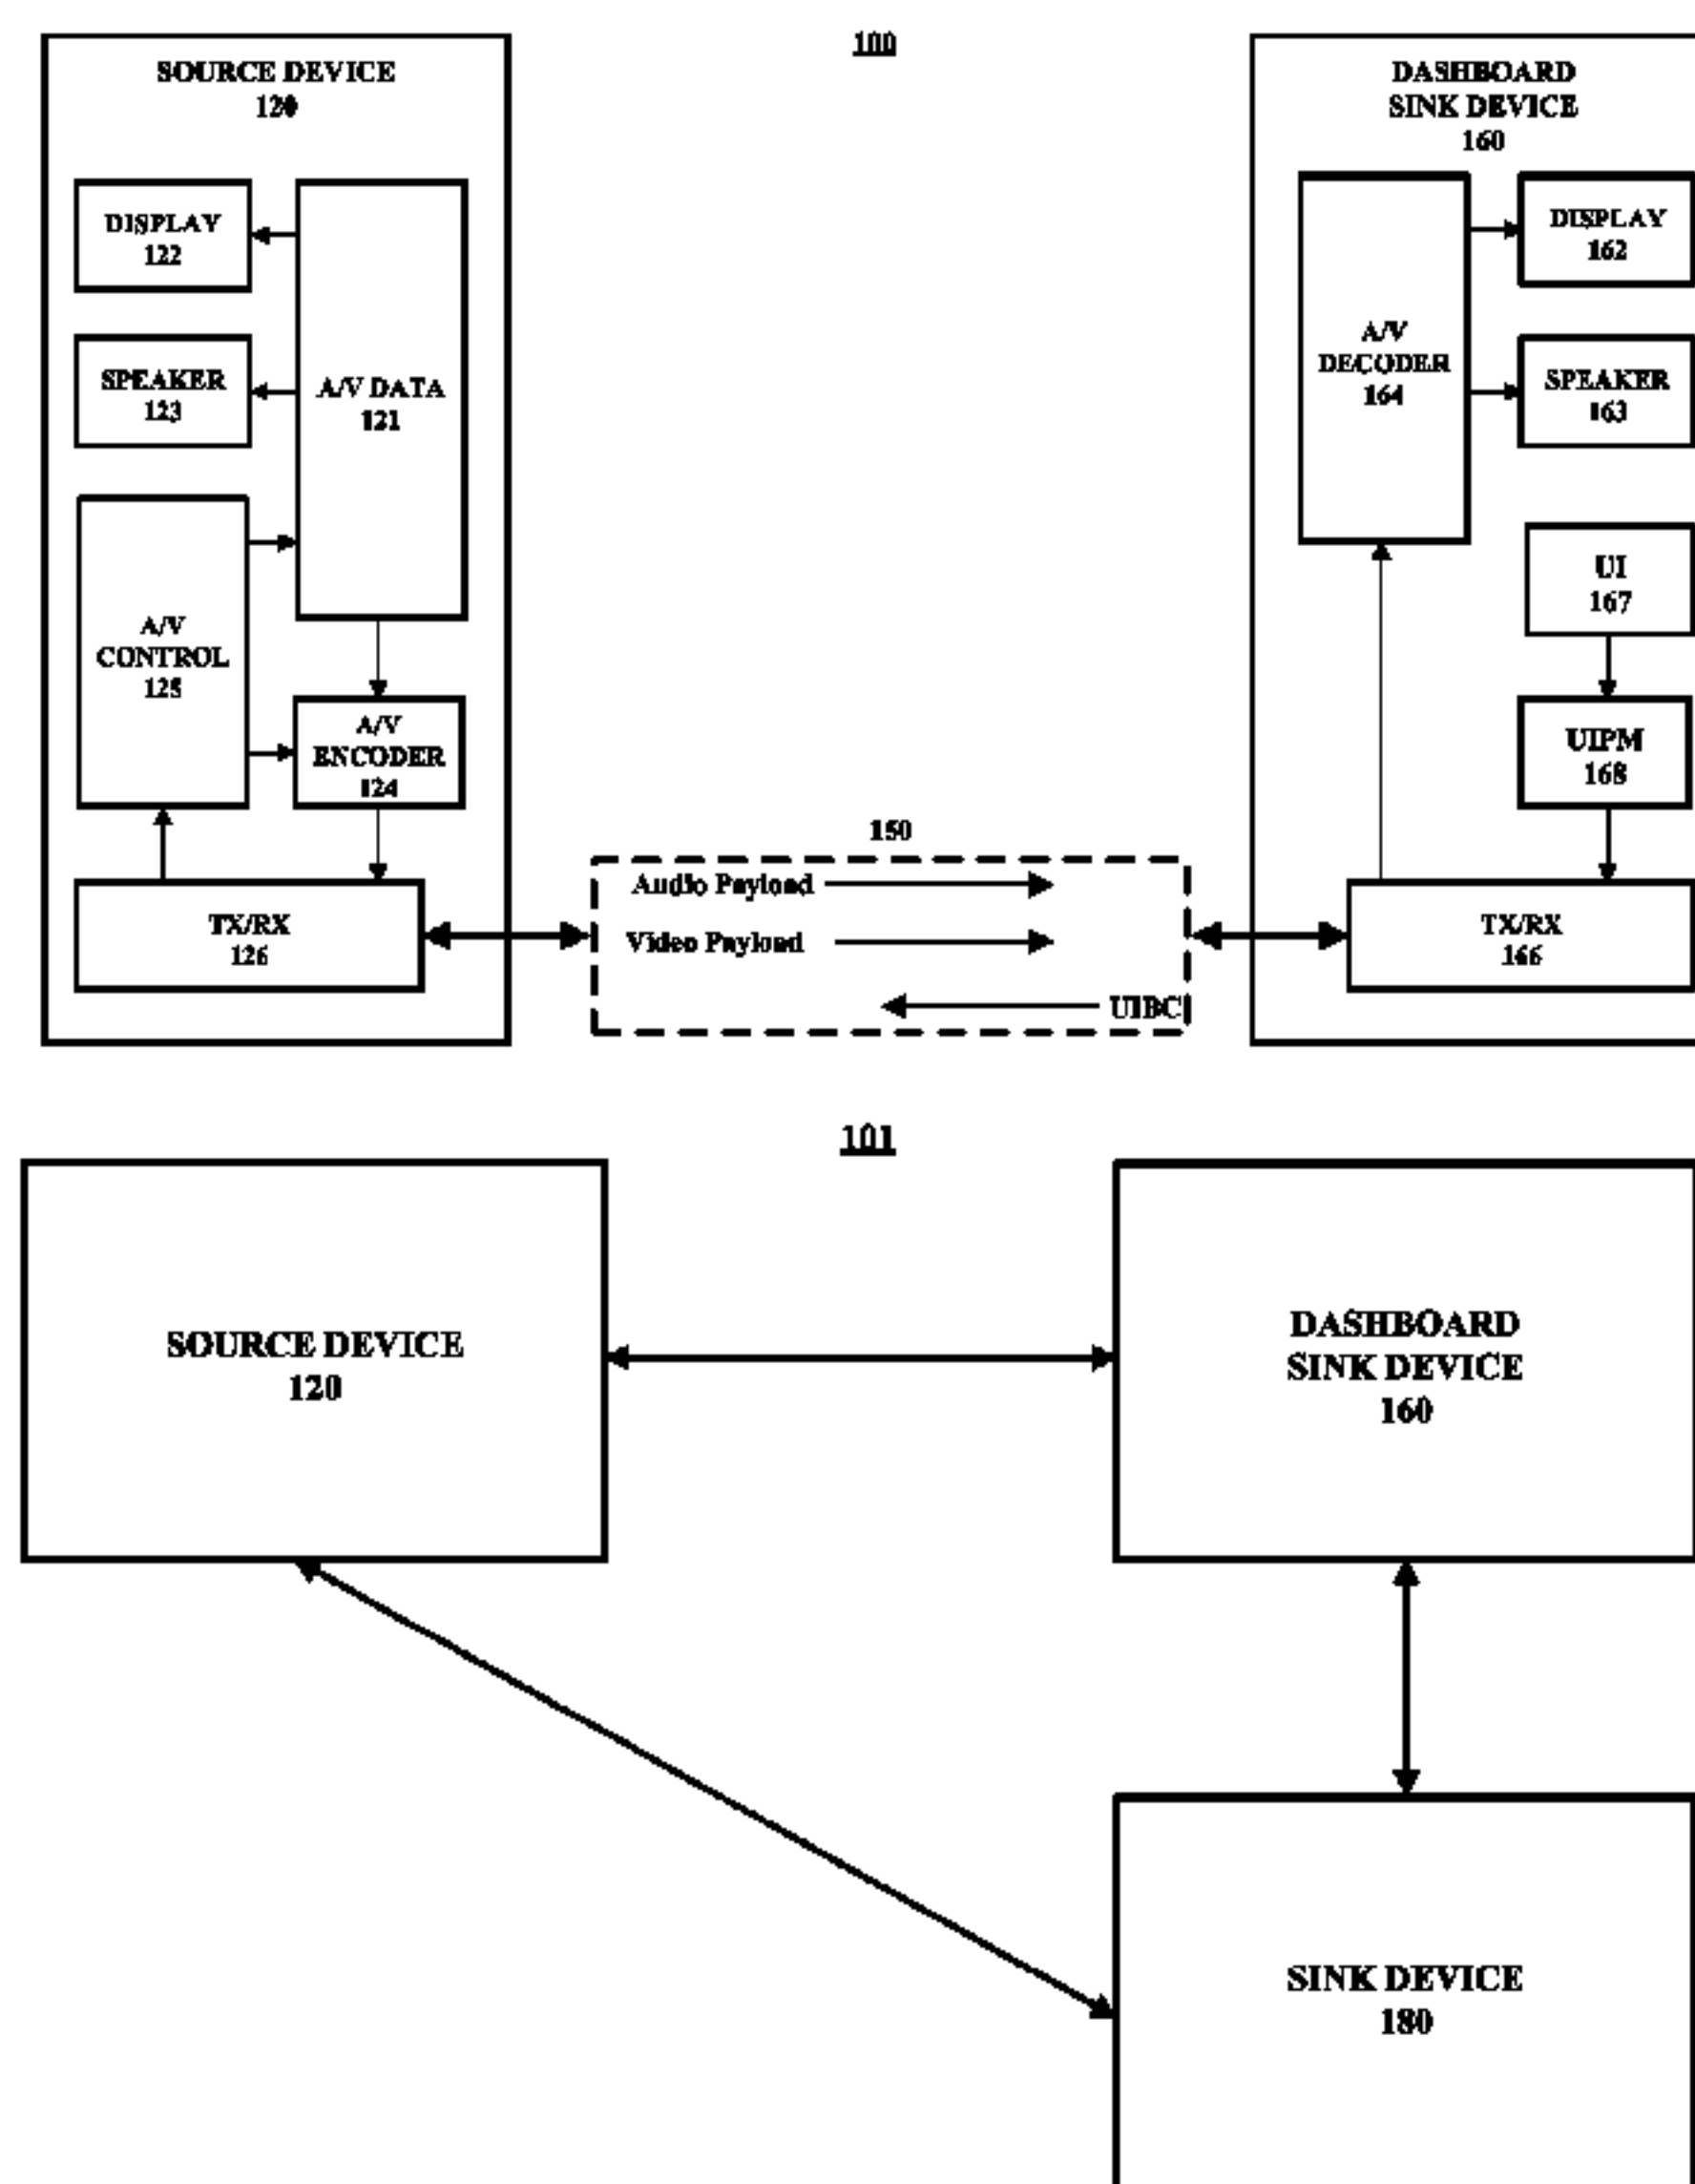 100
SOURCE DEVICE
120
DISPLAY
122
SPEAKER
123
A/V DATA
121
A/V
CONTROL
125
A/V
ENCODER
124
TX/RX
126
150
Audio Payload
Video Payload
UIBC
DASHBOARD
SINK DEVICE
160
A/V
DECODER
164
DISPLAY
162
SPEAKER
163
UI
167
UIPM
168
TX/RX
166
101
SOURCE DEVICE
120
DASHBOARD
SINK DEVICE
160
SINK DEVICE
180